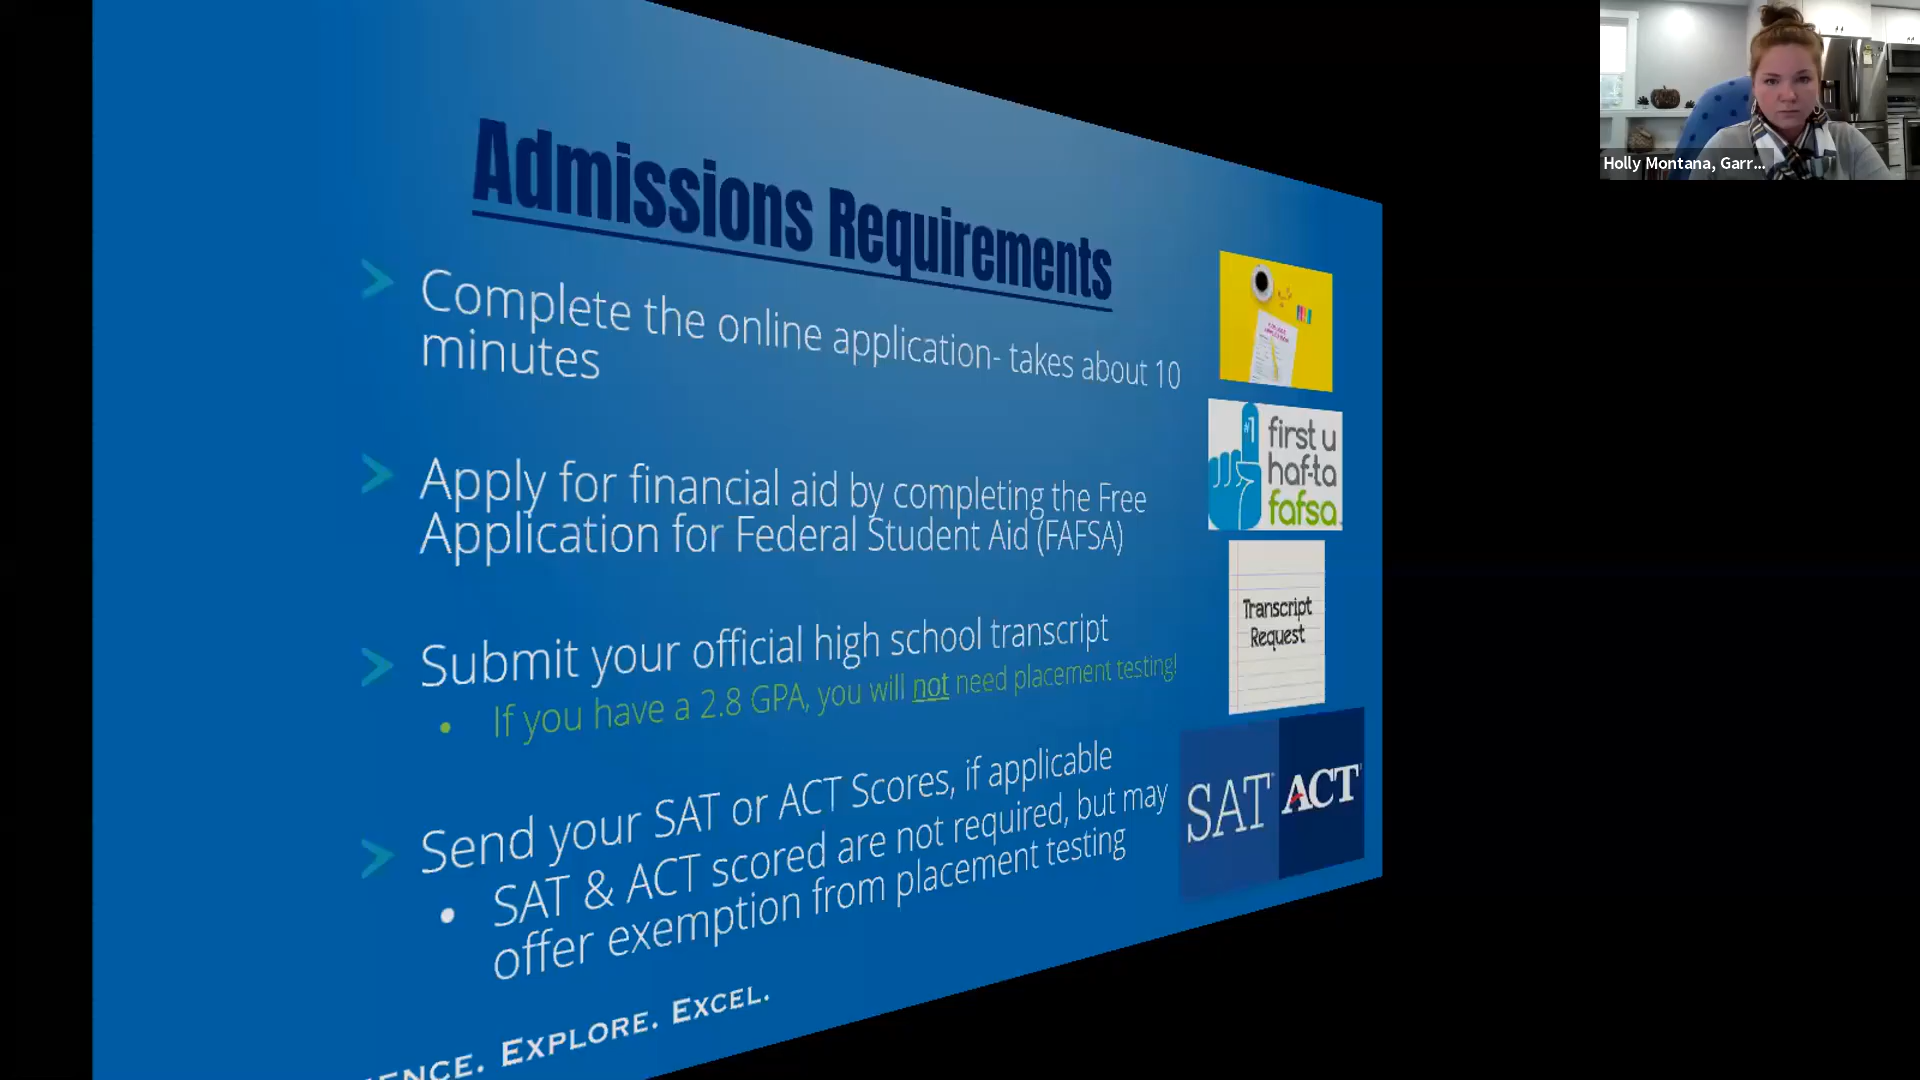 Holly Montana, Garr...
Admissions Requirements
Complete the online application- takes about 10
minutes
Apply for financial aid by completing the Free
Application for Federal Student Aid (FAFSA)
Submit your official high school transcript
• If you have a 2.8 GPA, you will not need placement testing!
Send your SAT or ACT Scores, if applicable
• SAT & ACT scored are not required, but may
offer exemption from placement testing
ENCE. EXPLORE. EXCEL.
#1
first u
haf-ta
fafsa
Transcript
Request
SAT ACT